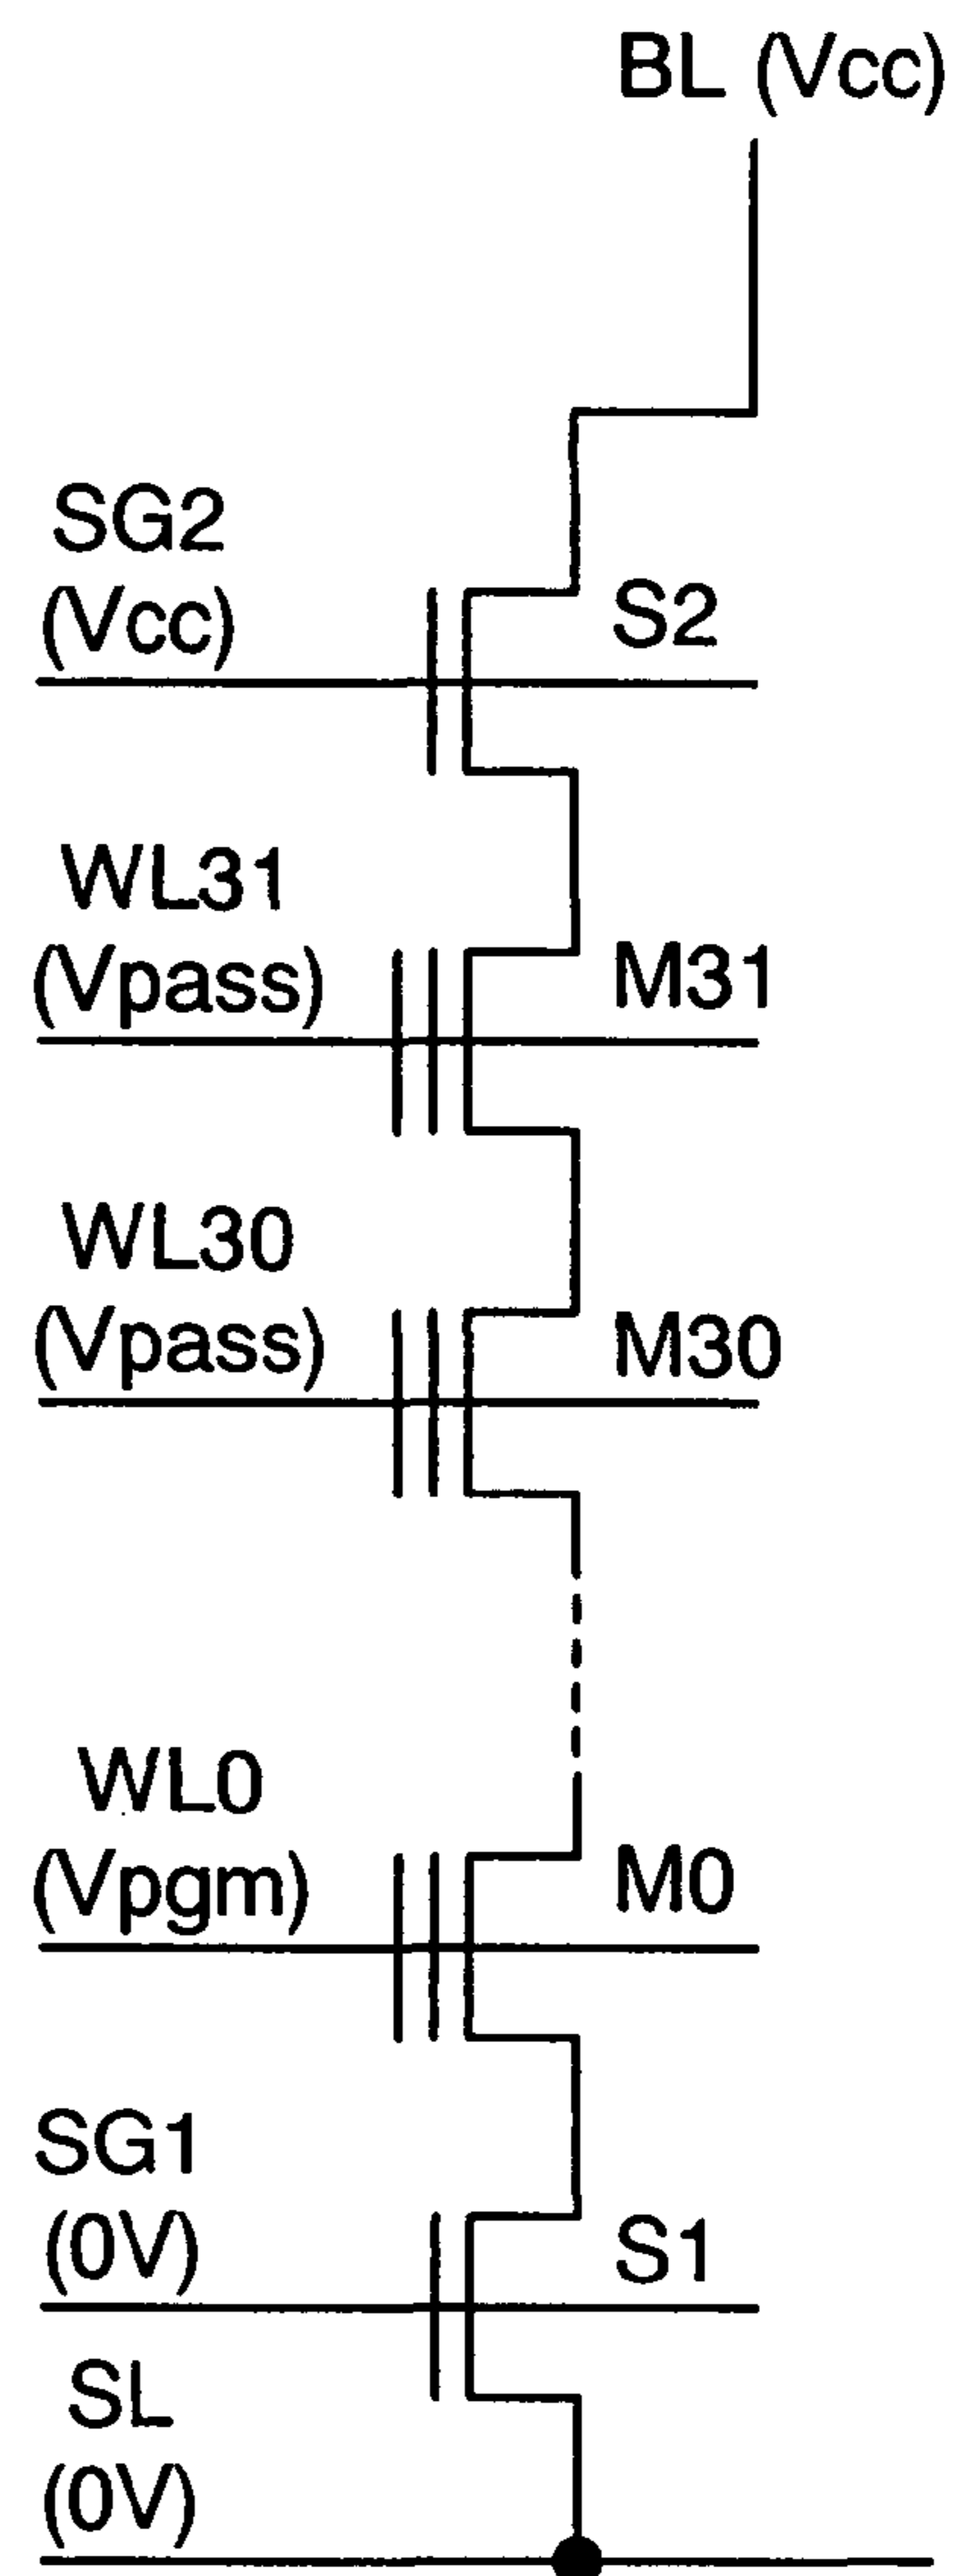 BL (Vcc)
SG2
(Vcc)
S2
WL31
(Vpass)
M31
WL30
(Vpass)
M30
WL0
(Vpgm)
M0
SG1
(0V)
S1
SL
(0V)